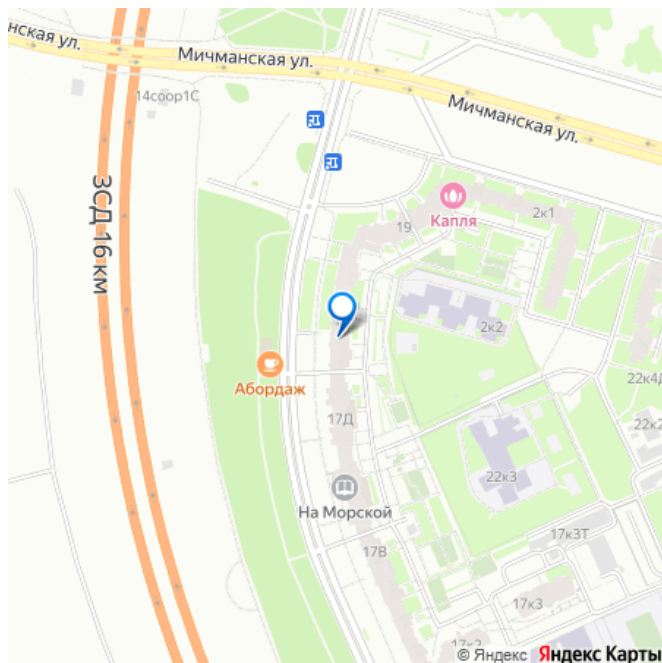 нская ул.
Мичманская ул.
14соор1С
Мичманская ул.
ЗСД 16 км
Капля
19
2к1
2к2
Абордаж
22к4Д
17Д
22к2
22к3
На Морской
17к3Т
17В
17к3
17к2
© Яндекс Яндекс Карты